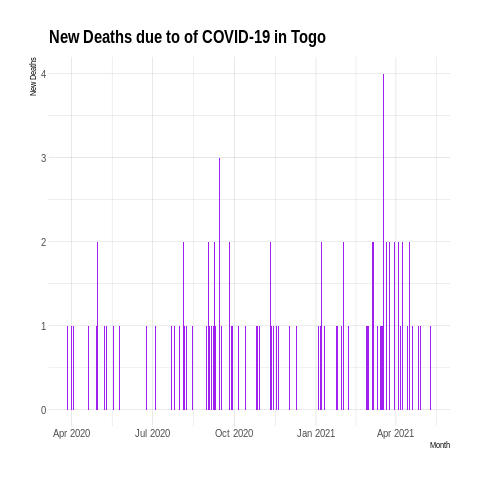 New Deaths due to of COVID-19 in Togo
New Deaths
4
3
2
1
0
Apr 2020 Jul 2020 Oct 2020 Jan 2021 Apr 2021
Month